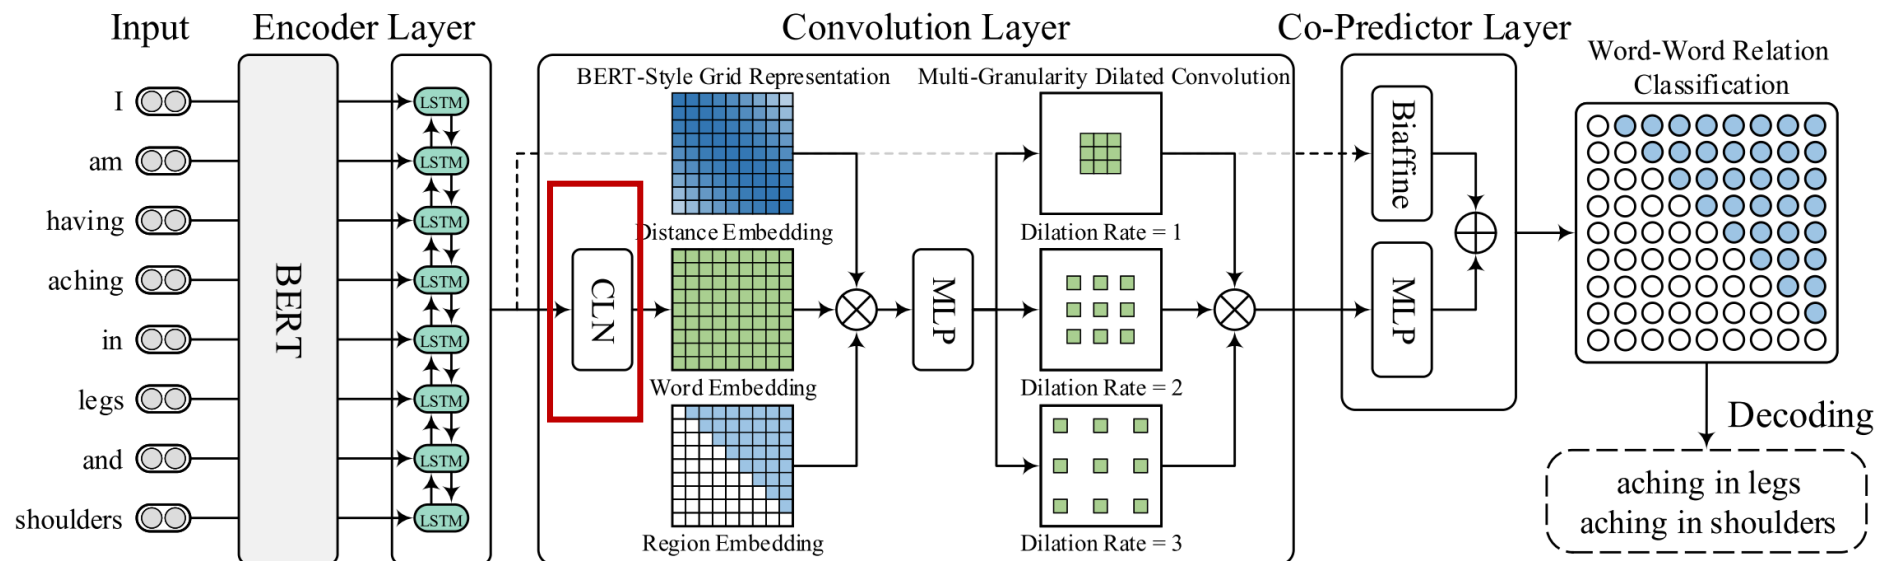 Input
Encoder Layer
Convolution Layer
Co-Predictor Layer
Word-Word Relation
Classification
BERT-Style Grid Representation
Multi-Granularity Dilated Convolution
I
am
having
aching
in
legs
and
shoulders
BERT
LSTM
LSTM
LSTM
LSTM
LSTM
LSTM
LSTM
LSTM
CLN
Distance Embedding
Word Embedding
Region Embedding
MLP
Dilation Rate = 1
Dilation Rate = 2
Dilation Rate = 3
Biaffine
MLP
Decoding
aching in legs
aching in shoulders